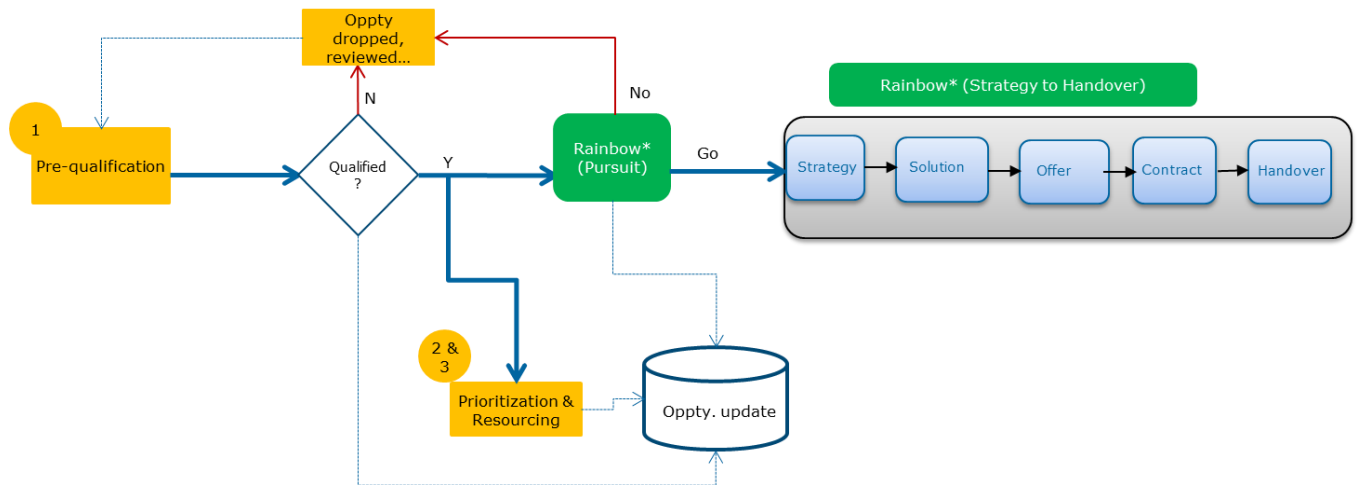 Oppty
dropped,
reviewed…
N
No
1
Pre-qualification
Qualified
?
Y
Rainbow*
(Pursuit)
Go
Rainbow* (Strategy to Handover)
Strategy
Solution
Offer
Contract
Handover
2 &
3
Prioritization &
Resourcing
Oppty. update